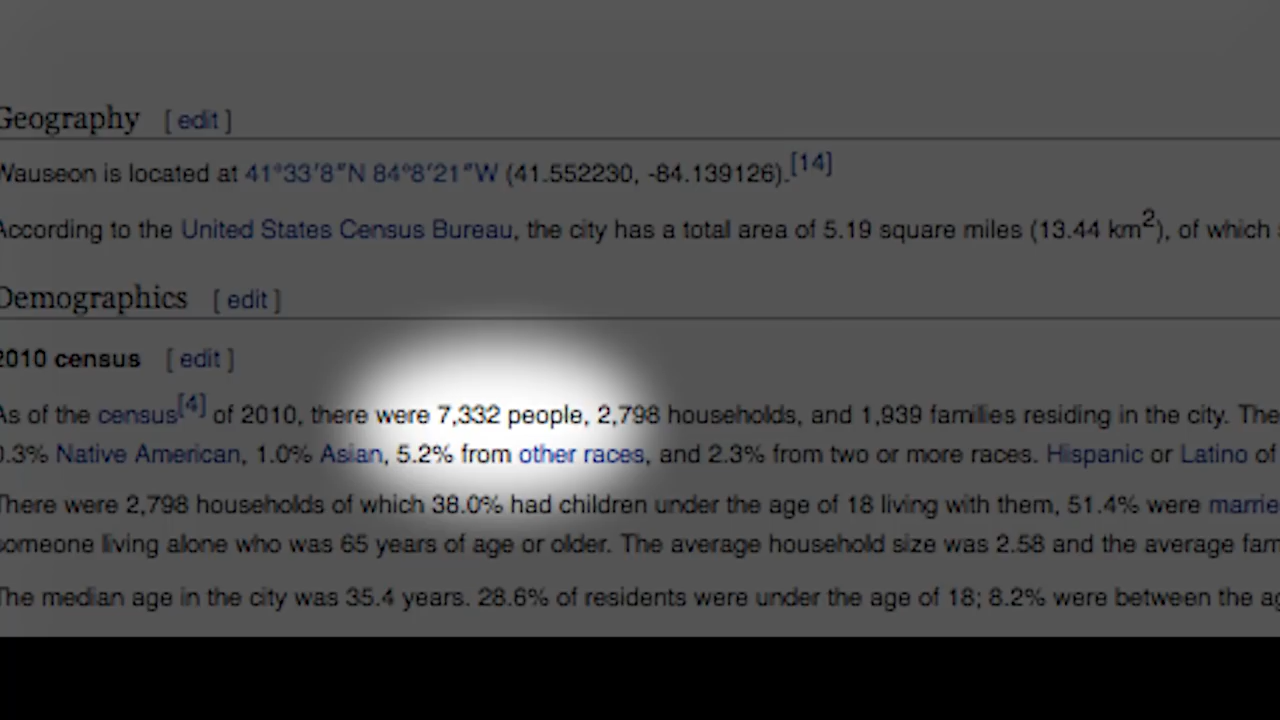 Geography [ edit ]
Wauseon is located at 41°33′8″N 84°8′21″W (41.552230, -84.139126).[14]
According to the United States Census Bureau, the city has a total area of 5.19 square miles (13.44 km2), of which
Demographics [ edit ]
2010 census [ edit ]
As of the census[4] of 2010, there were 7,332 people, 2,798 households, and 1,939 families residing in the city. The
0.3% Native American, 1.0% Asian, 5.2% from other races, and 2.3% from two or more races. Hispanic or Latino of
There were 2,798 households of which 38.0% had children under the age of 18 living with them, 51.4% were marrie
someone living alone who was 65 years of age or older. The average household size was 2.58 and the average fam
The median age in the city was 35.4 years. 28.6% of residents were under the age of 18; 8.2% were between the ag